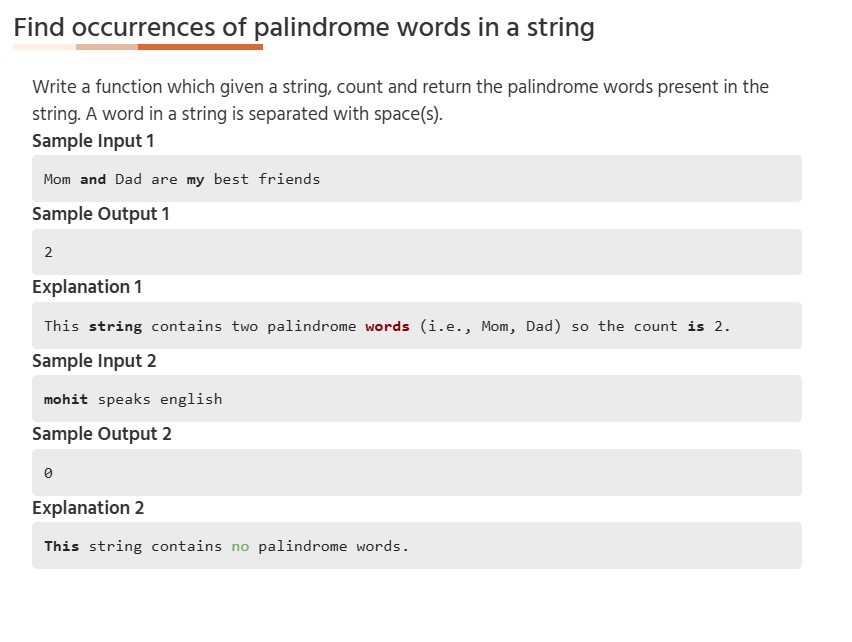 Find occurrences of palindrome words in a string
Write a function which given a string, count and return the palindrome words present in the
string. A word in a string is separated with space(s).
Sample Input 1
Mom and Dad are my best friends
Sample Output 1
2
Explanation 1
This string contains two palindrome words (i.e., Mom, Dad) so the count is 2.
Sample Input 2
mohit speaks english
Sample Output 2
0
Explanation 2
This string contains no palindrome words.